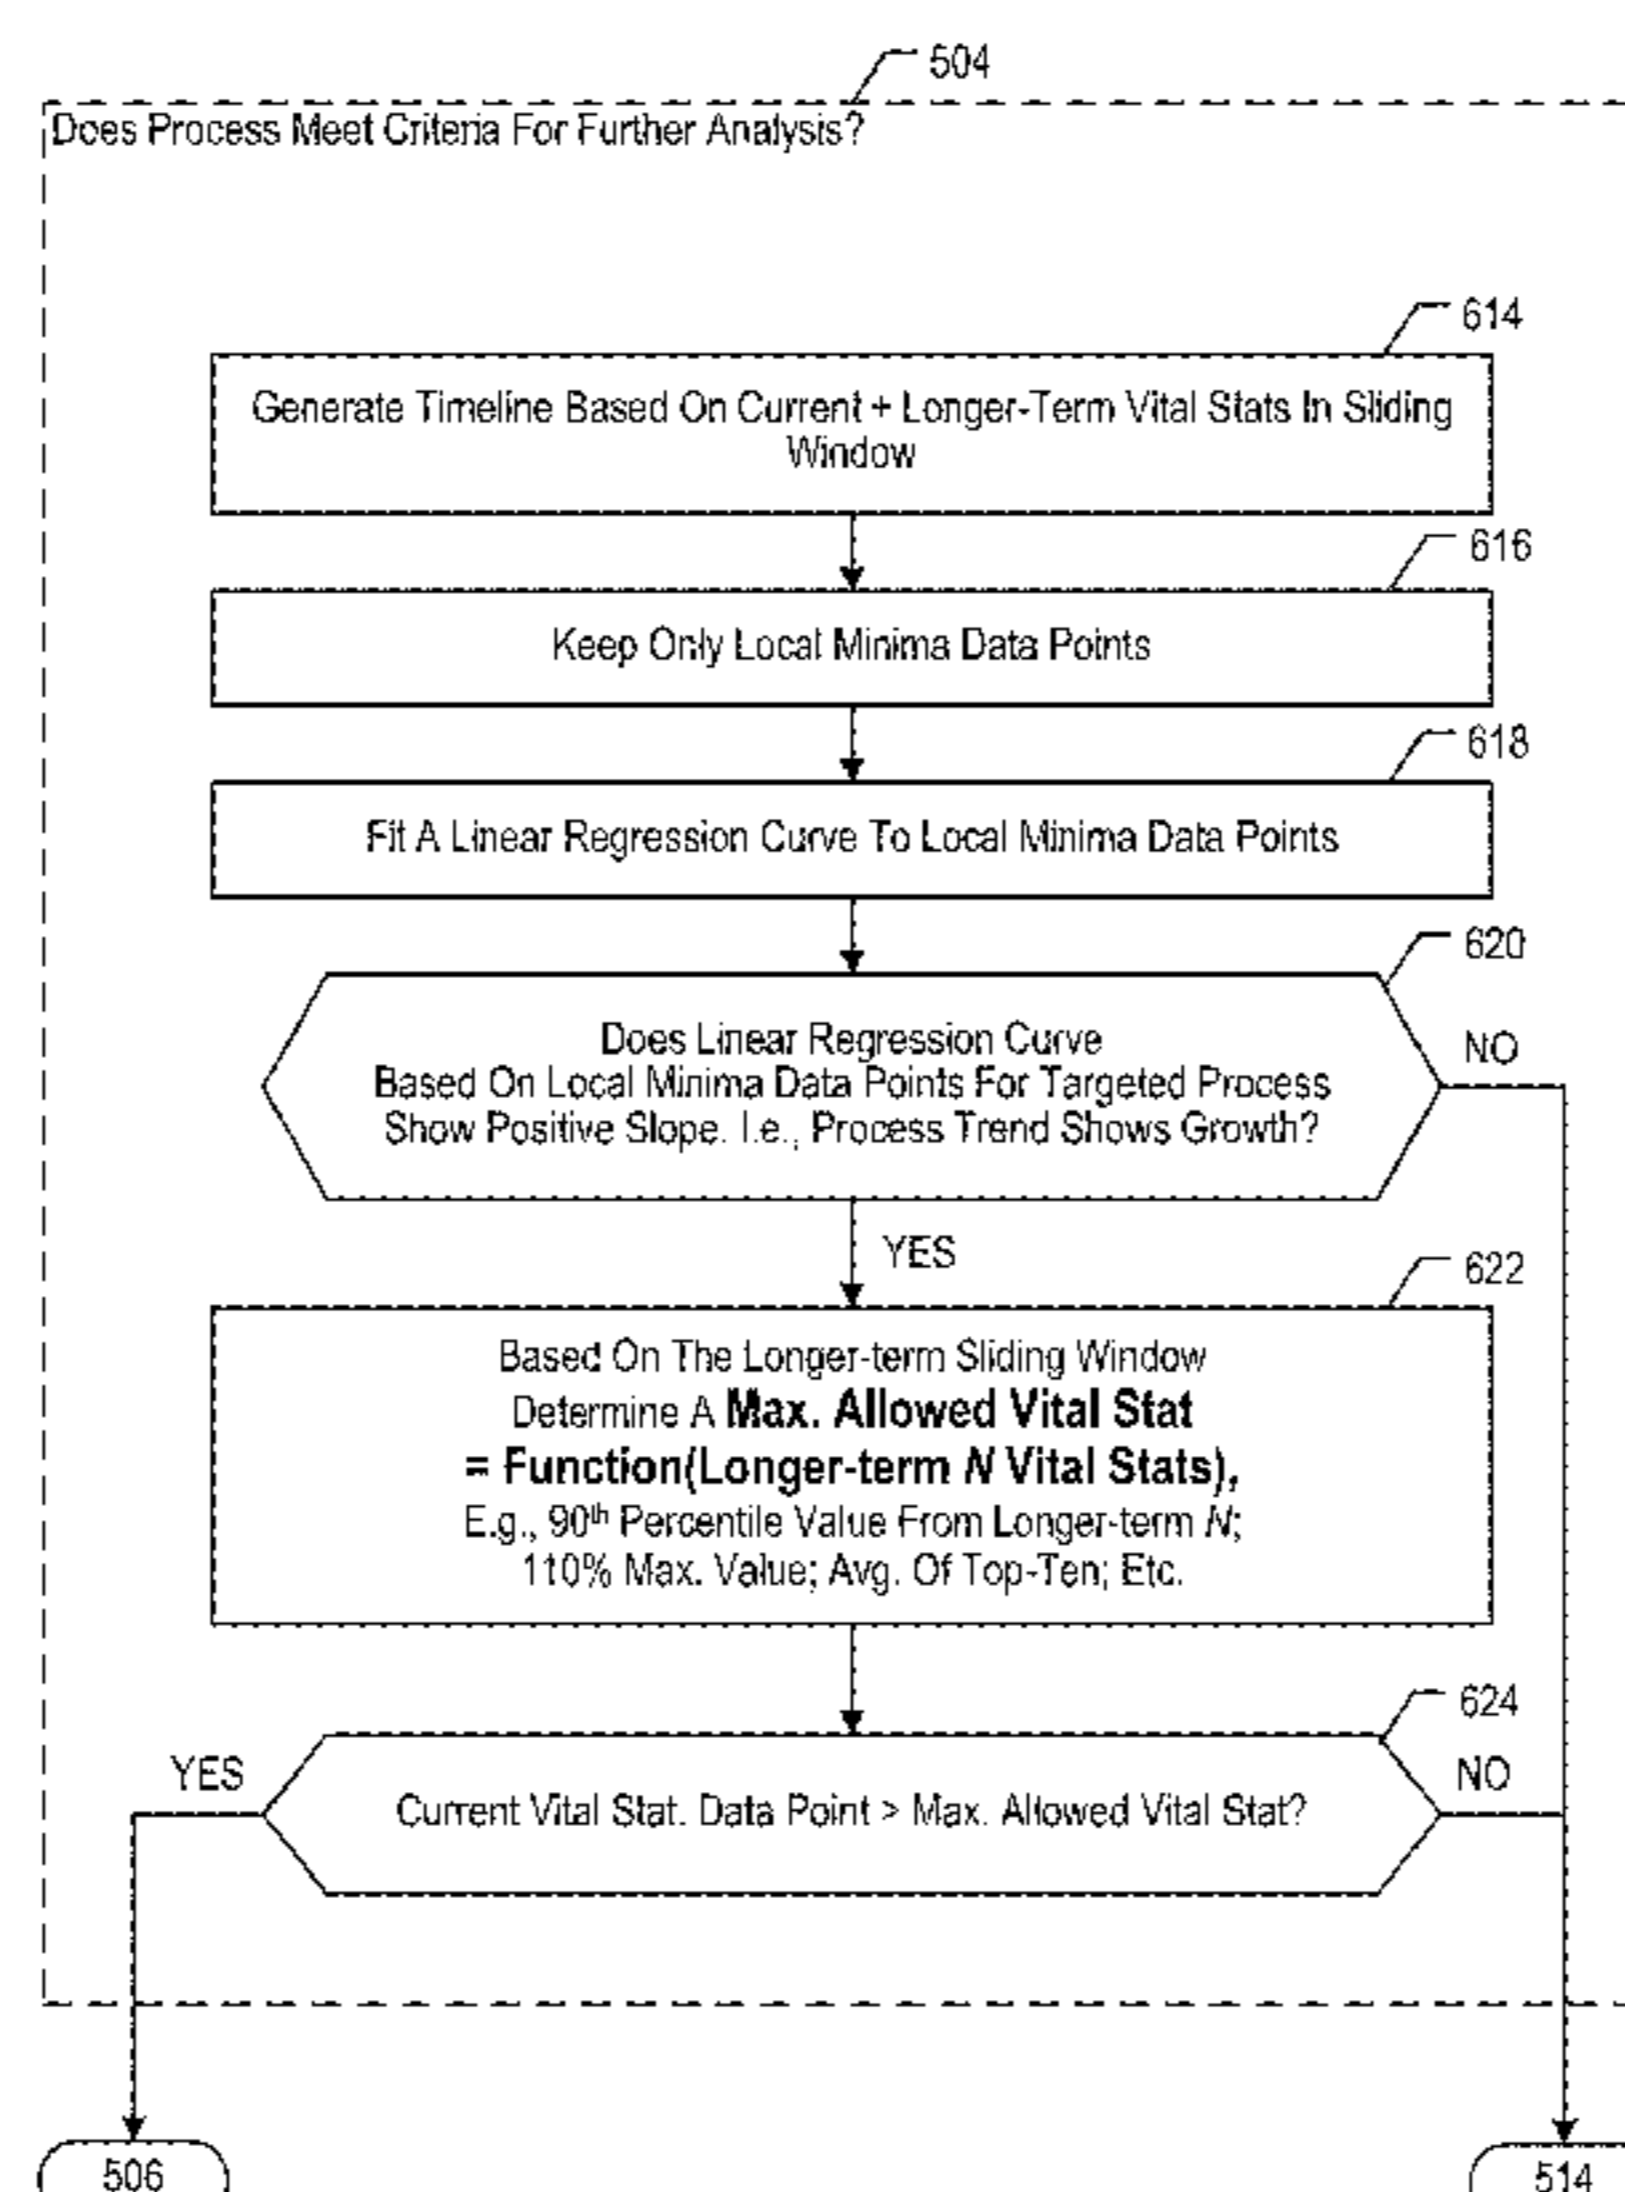 504
Does Process Meet Criteria For Further Analysis?
614
Generate Timeline Based On Current + Longer-Term Vital Stats In Sliding
Window
616
Keep Only Local Minima Data Points
618
Fit A Linear Regression Curve To Local Minima Data Points
620
Does Linear Regression Curve
Based On Local Minima Data Points For Targeted Process
Show Positive Slope. I.e., Process Trend Shows Growth?
NO
YES
622
Based On The Longer-term Sliding Window
Determine A Max. Allowed Vital Stat
= Function(Longer-term N Vital Stats),
E.g., 90th Percentile Value From Longer-term N;
110% Max. Value; Avg. Of Top-Ten; Etc.
624
YES
Current Vital Stat. Data Point > Max. Allowed Vital Stat?
NO
506
514